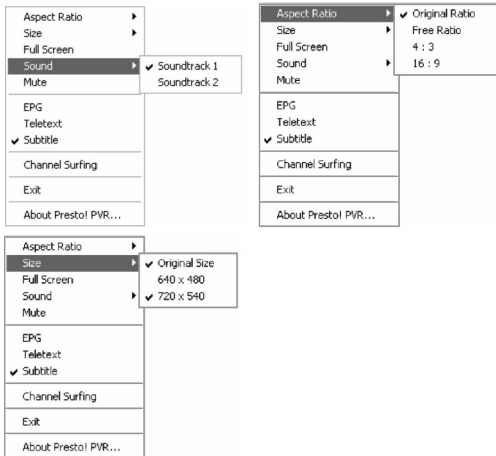 Aspect Ratio
Size
Full Screen
Sound
Mute
EPG
Teletext
Subtitle
Channel Surfing
Exit
About Presto! PVR...
Soundtrack 1
Soundtrack 2
Aspect Ratio
Size
Full Screen
Sound
Mute
EPG
Teletext
Subtitle
Channel Surfing
Exit
About Presto! PVR...
Original Ratio
Free Ratio
4 : 3
16 : 9
Aspect Ratio
Size
Full Screen
Sound
Mute
EPG
Teletext
Subtitle
Channel Surfing
Exit
About Presto! PVR...
Original Size
640 x 480
720 x 540